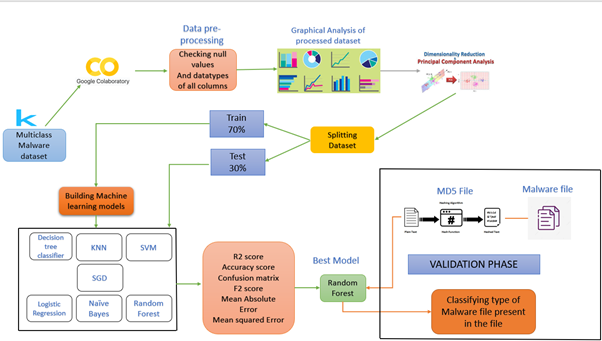 Data pre-
processing
Graphical Analysis of
processed dataset
Checking null
values
And datatypes
of all columns
Dimensionality Reduction
Principal Component Analysis
CO
Google Colaboratory
k
Multiclass
Malware
dataset
Train
70%
Test
30%
Splitting
Dataset
Building Machine
learning models
Decision
tree
classifier
KNN
SVM
SGD
Logistic
Regression
Naïve
Bayes
Random
Forest
R2 score
Accuracy score
Confusion matrix
F2 score
Mean Absolute
Error
Mean squared Error
Best Model
Random
Forest
MD5 File
Malware file
Hashing Algorithm
#
Plain Text
Hash Function
Hashed Text
VALIDATION PHASE
Classifying type of
Malware file present
in the file